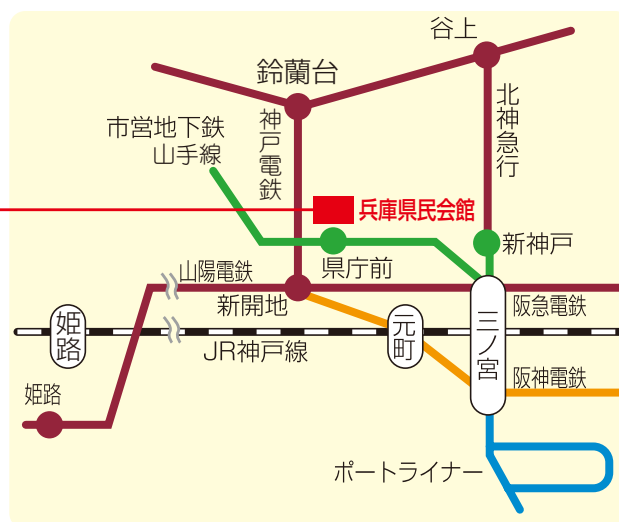 谷上
鈴蘭台
北神急行
市営地下鉄
山手線
神戸電鉄
兵庫県民会館
新神戸
県庁前
山陽電鉄
新開地
阪急電鉄
姫路
元町
三ノ宮
JR神戸線
阪神電鉄
姫路
ポートライナー